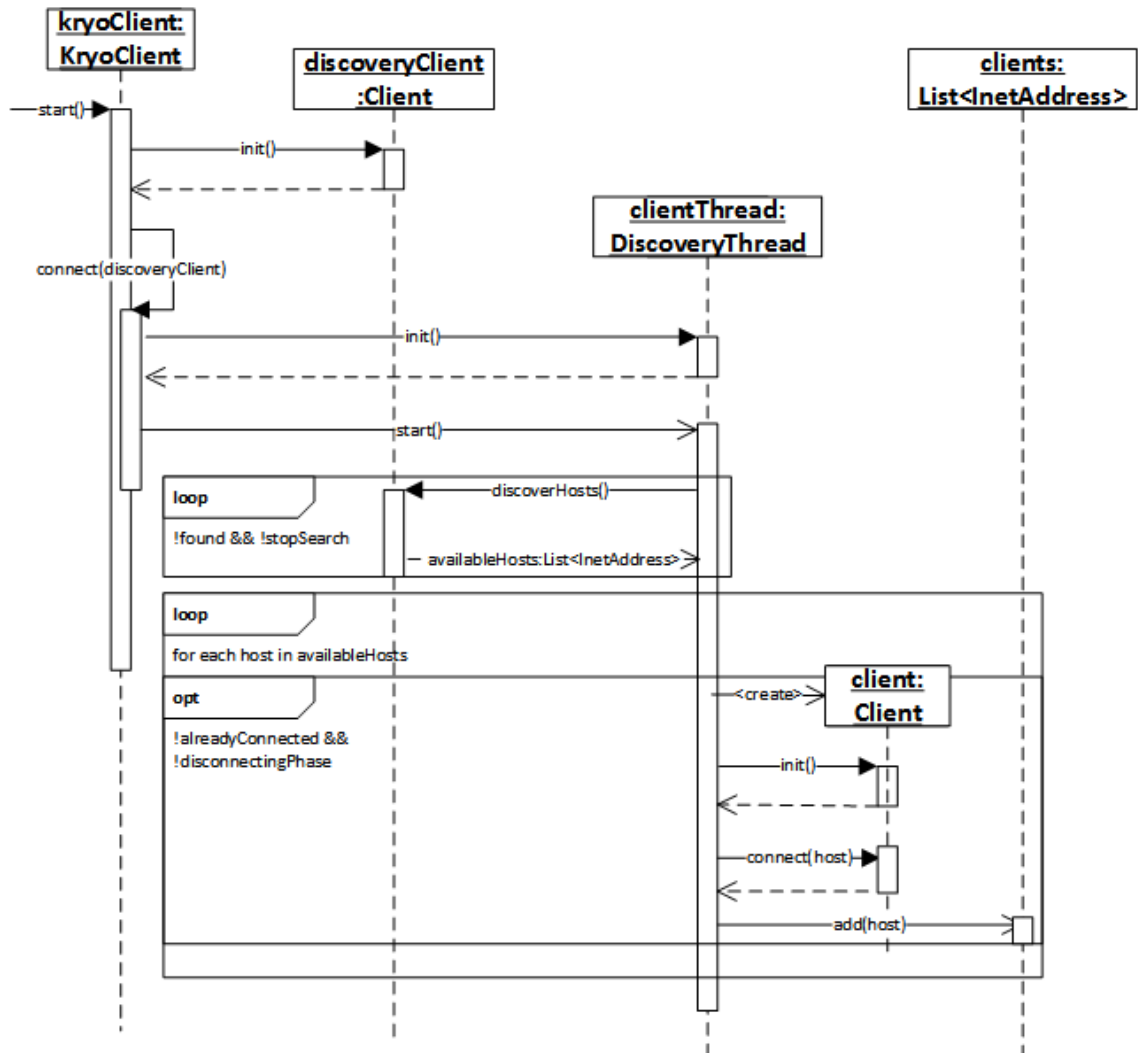 kryoClient:
KryoClient
discoveryClient
:Client
clients:
List<InetAddress>
start()
init()
clientThread:
DiscoveryThread
connect(discoveryClient)
init()
start()
loop
discoverHosts()
!found && !stopSearch
availableHosts:List<InetAddress>
loop
for each host in availableHosts
opt
<create>
client:
Client
!alreadyConnected &&
!disconnectingPhase
init()
connect(host)
add(host)